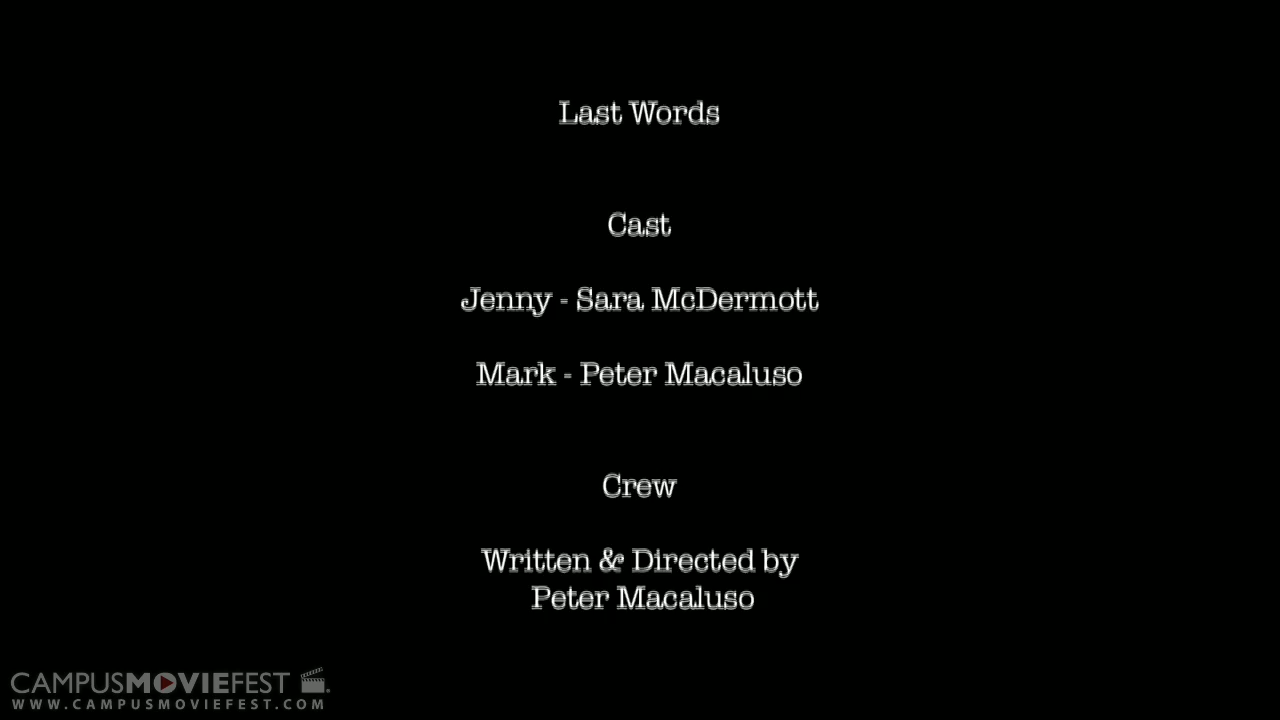 Last Words
Cast
Jenny - Sara McDermott
Mark - Peter Macaluso
Crew
Written & Directed by
Peter Macaluso
CAMPUSMOVIEFEST
WWW.CAMPUSMOVIEFEST.COM